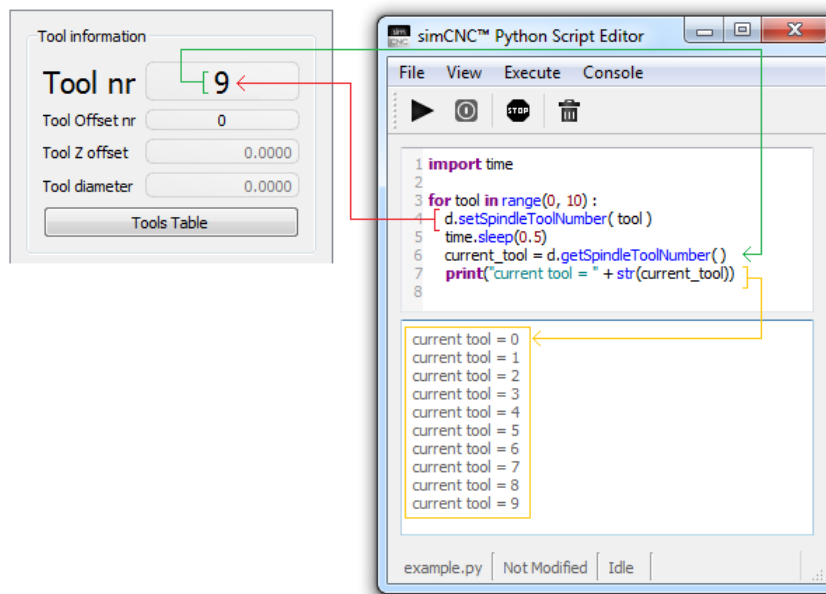 Tool information
Tool nr 9
Tool Offset nr 0
Tool Z offset 0.0000
Tool diameter 0.0000
Tools Table
sim CNC
simCNC™ Python Script Editor
File View Execute Console
STOP
1 import time
2
3 for tool in range(0, 10) :
4 d.setSpindleToolNumber( tool )
5 time.sleep(0.5)
6 current_tool = d.getSpindleToolNumber( )
7 print("current tool = " + str(current_tool))
8
current tool = 0
current tool = 1
current tool = 2
current tool = 3
current tool = 4
current tool = 5
current tool = 6
current tool = 7
current tool = 8
current tool = 9
example.py Not Modified Idle